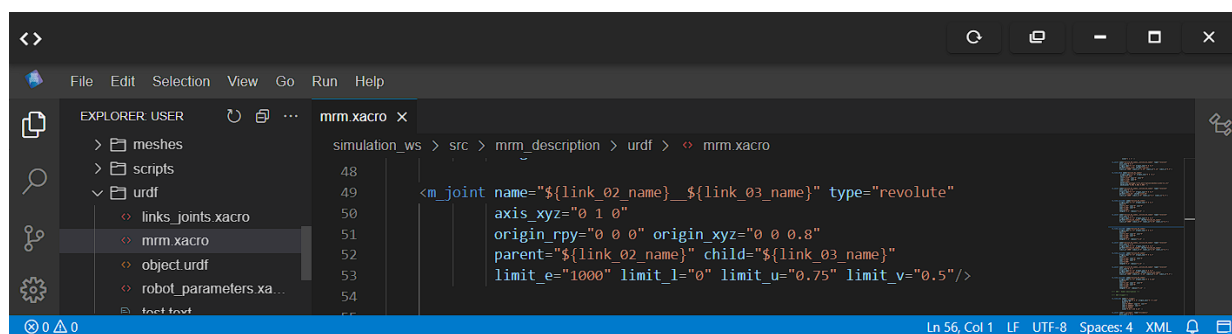 File Edit Selection View Go Run Help
EXPLORER: USER
mrm.xacro
meshes
scripts
urdf
links_joints.xacro
mrm.xacro
object.urdf
robot_parameters.xa...
test.text
simulation_ws > src > mrm_description > urdf > mrm.xacro
48
49 <m_joint name="${link_02_name}__${link_03_name}" type="revolute"
50 axis_xyz="0 1 0"
51 origin_rpy="0 0 0" origin_xyz="0 0 0.8"
52 parent="${link_02_name}" child="${link_03_name}"
53 limit_e="1000" limit_l="0" limit_u="0.75" limit_v="0.5"/>
54
0 0 Ln 56, Col 1 LF UTF-8 Spaces: 4 XML